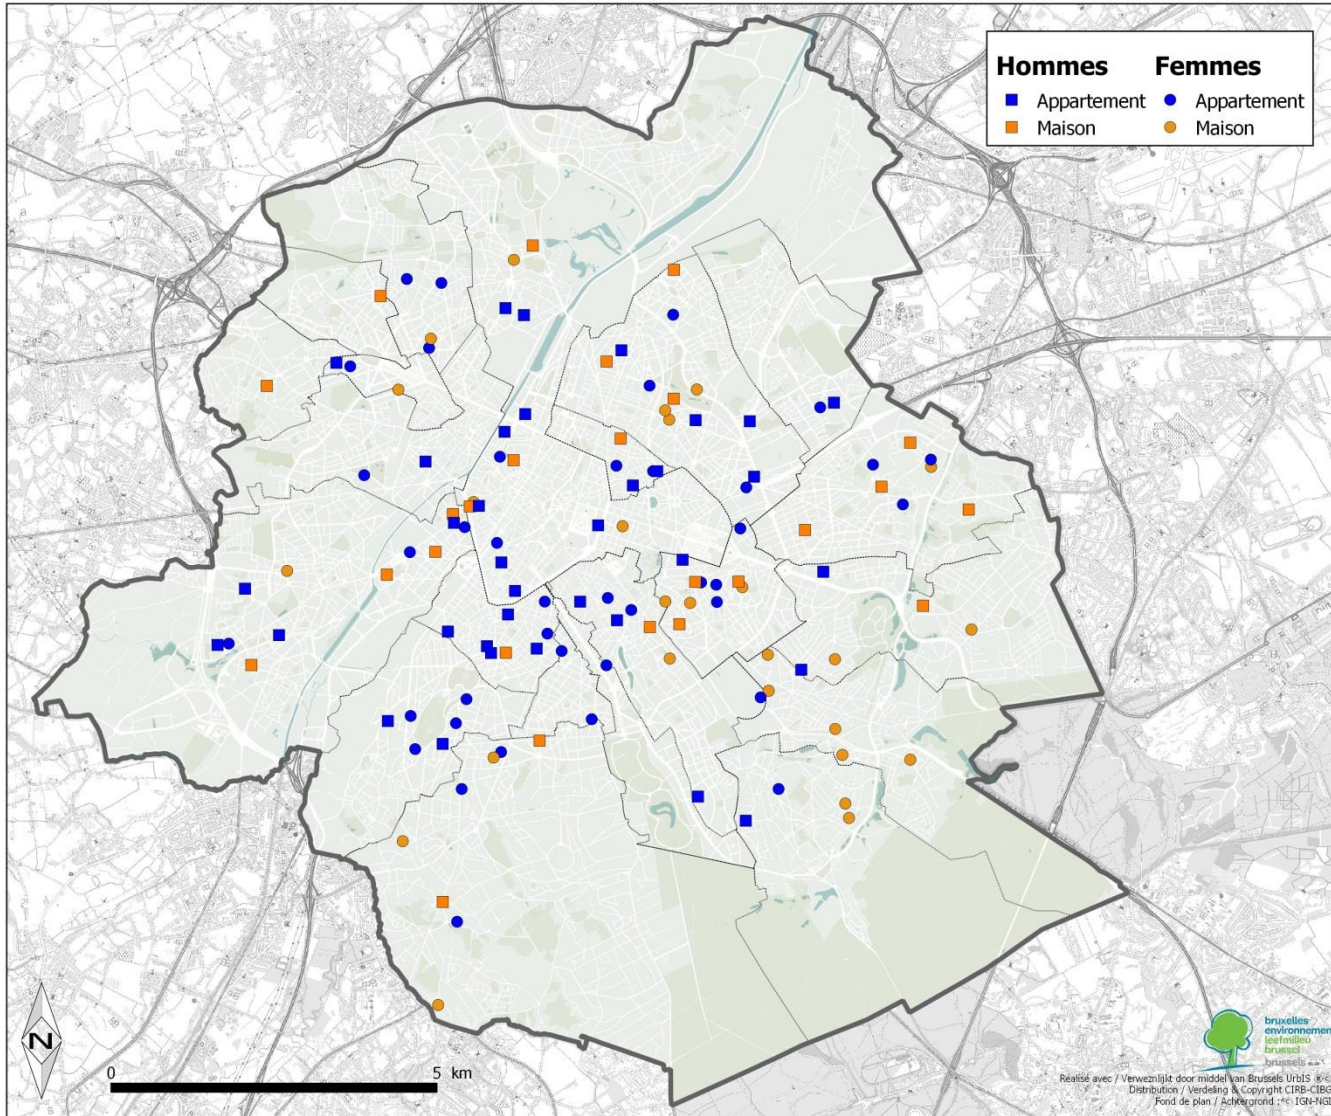 Hommes Femmes
Appartement Appartement
Maison Maison
N
0 5 km
bruxelles
environnement
leefmilieu
brussel
brussels
Réalisé avec / Verwezenlijkt door middel van Brussels UrbIS
Distribution / Verdeling & Copyright CIRB-CIBG
Fond de plan / Achtergrond : IGN-NGI